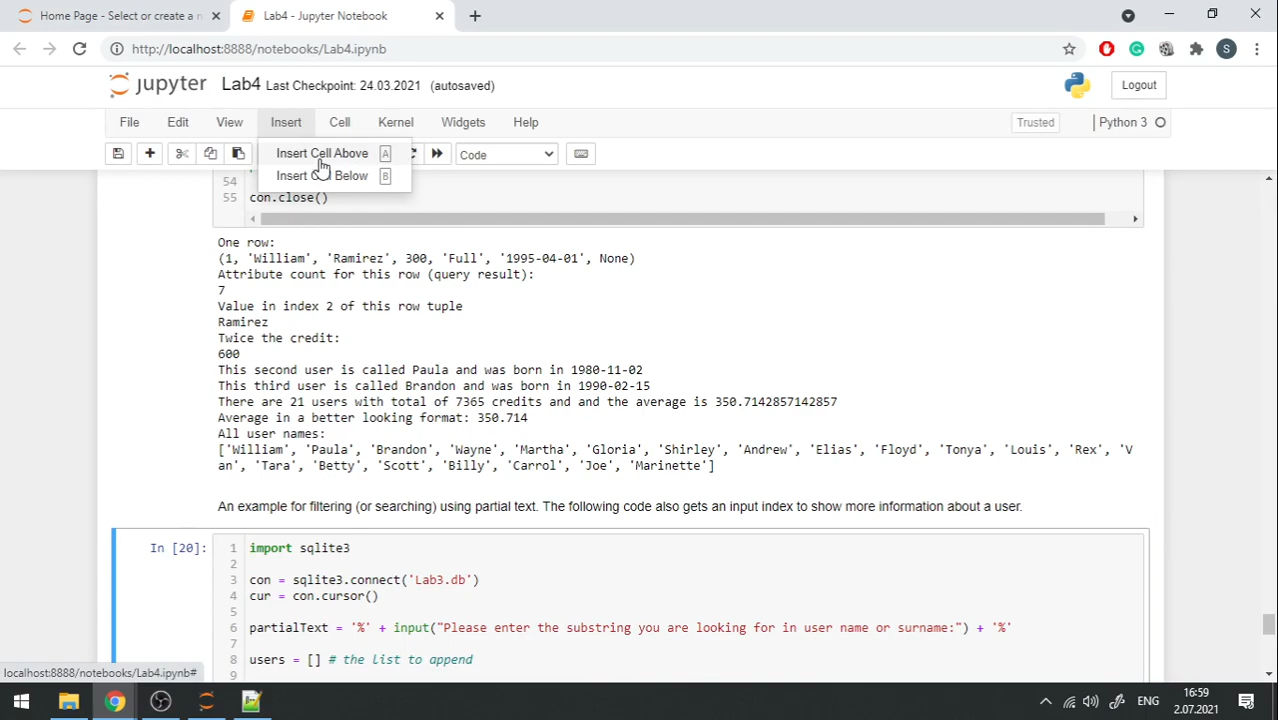 Home Page - Select or create a n
Lab4 - Jupyter Notebook
http://localhost:8888/notebooks/Lab4.ipynb
S
jupyter Lab4 Last Checkpoint: 24.03.2021 (autosaved)
Logout
File Edit View Insert Cell Kernel Widgets Help
Trusted
Python 3
Insert Cell Above A
Code
Insert Cell Below B
54
55 con.close()
One row:
(1, 'William', 'Ramirez', 300, 'Full', '1995-04-01', None)
Attribute count for this row (query result):
7
Value in index 2 of this row tuple
Ramirez
Twice the credit:
600
This second user is called Paula and was born in 1980-11-02
This third user is called Brandon and was born in 1990-02-15
There are 21 users with total of 7365 credits and and the average is 350.7142857142857
Average in a better looking format: 350.714
All user names:
['William', 'Paula', 'Brandon', 'Wayne', 'Martha', 'Gloria', 'Shirley', 'Andrew', 'Elias', 'Floyd', 'Tonya', 'Louis', 'Rex', 'V
an', 'Tara', 'Betty', 'Scott', 'Billy', 'Carrol', 'Joe', 'Marinette']
An example for filtering (or searching) using partial text. The following code also gets an input index to show more information about a user.
In [20]:
1 import sqlite3
2
3 con = sqlite3.connect('Lab3.db')
4 cur = con.cursor()
5
6 partialText = '%' + input("Please enter the substring you are looking for in user name or surname:") + '%'
7
8 users = [] # the list to append
9
localhost:8888/notebooks/Lab4.ipynb#
ENG
16:59
2.07.2021